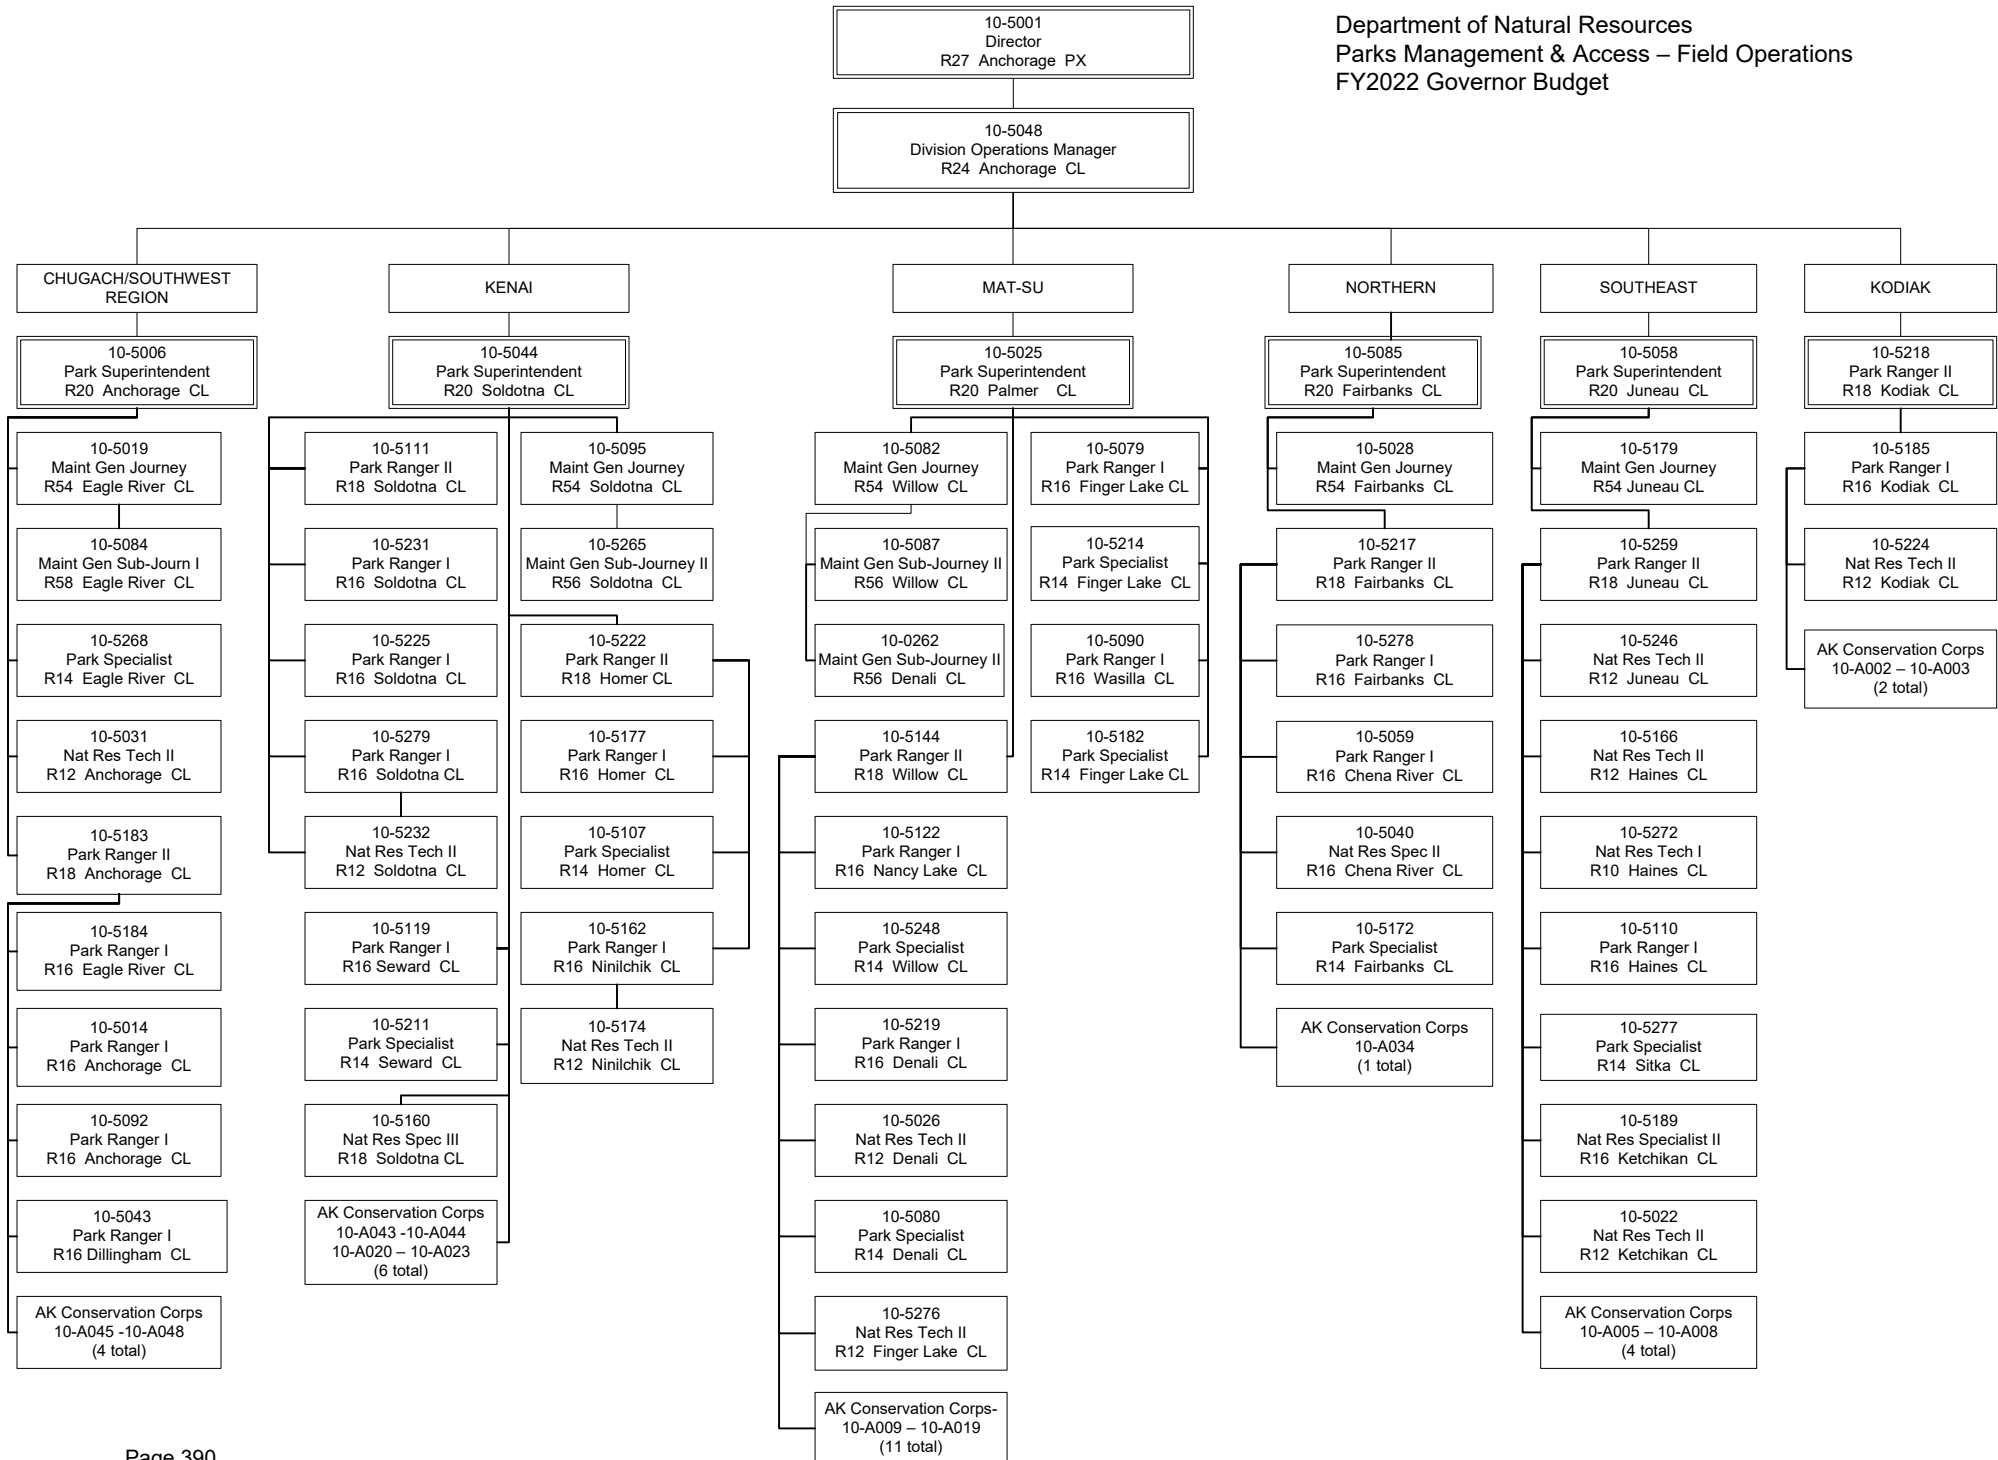 Department of Natural Resources
Parks Management & Access – Field Operations
FY2022 Governor Budget
10-5001
Director
R27 Anchorage PX
10-5048
Division Operations Manager
R24 Anchorage CL
CHUGACH/SOUTHWEST
REGION
10-5006
Park Superintendent
R20 Anchorage CL
10-5019
Maint Gen Journey
R54 Eagle River CL
10-5084
Maint Gen Sub-Journ I
R58 Eagle River CL
10-5268
Park Specialist
R14 Eagle River CL
10-5031
Nat Res Tech II
R12 Anchorage CL
10-5183
Park Ranger II
R18 Anchorage CL
10-5184
Park Ranger I
R16 Eagle River CL
10-5014
Park Ranger I
R16 Anchorage CL
10-5092
Park Ranger I
R16 Anchorage CL
10-5043
Park Ranger I
R16 Dillingham CL
AK Conservation Corps
10-A045 -10-A048
(4 total)
KENAI
10-5044
Park Superintendent
R20 Soldotna CL
10-5111
Park Ranger II
R18 Soldotna CL
10-5231
Park Ranger I
R16 Soldotna CL
10-5225
Park Ranger I
R16 Soldotna CL
10-5279
Park Ranger I
R16 Soldotna CL
10-5232
Nat Res Tech II
R12 Soldotna CL
10-5119
Park Ranger I
R16 Seward CL
10-5211
Park Specialist
R14 Seward CL
10-5160
Nat Res Spec III
R18 Soldotna CL
AK Conservation Corps
10-A043 -10-A044
10-A020 – 10-A023
(6 total)
10-5095
Maint Gen Journey
R54 Soldotna CL
10-5265
Maint Gen Sub-Journey II
R56 Soldotna CL
10-5222
Park Ranger II
R18 Homer CL
10-5177
Park Ranger I
R16 Homer CL
10-5107
Park Specialist
R14 Homer CL
10-5162
Park Ranger I
R16 Ninilchik CL
10-5174
Nat Res Tech II
R12 Ninilchik CL
MAT-SU
10-5025
Park Superintendent
R20 Palmer CL
10-5082
Maint Gen Journey
R54 Willow CL
10-5087
Maint Gen Sub-Journey II
R56 Willow CL
10-0262
Maint Gen Sub-Journey II
R56 Denali CL
10-5144
Park Ranger II
R18 Willow CL
10-5122
Park Ranger I
R16 Nancy Lake CL
10-5248
Park Specialist
R14 Willow CL
10-5219
Park Ranger I
R16 Denali CL
10-5026
Nat Res Tech II
R12 Denali CL
10-5080
Park Specialist
R14 Denali CL
10-5276
Nat Res Tech II
R12 Finger Lake CL
AK Conservation Corps-
10-A009 – 10-A019
(11 total)
10-5079
Park Ranger I
R16 Finger Lake CL
10-5214
Park Specialist
R14 Finger Lake CL
10-5090
Park Ranger I
R16 Wasilla CL
10-5182
Park Specialist
R14 Finger Lake CL
NORTHERN
10-5085
Park Superintendent
R20 Fairbanks CL
10-5028
Maint Gen Journey
R54 Fairbanks CL
10-5217
Park Ranger II
R18 Fairbanks CL
10-5278
Park Ranger I
R16 Fairbanks CL
10-5059
Park Ranger I
R16 Chena River CL
10-5040
Nat Res Spec II
R16 Chena River CL
10-5172
Park Specialist
R14 Fairbanks CL
AK Conservation Corps
10-A034
(1 total)
SOUTHEAST
10-5058
Park Superintendent
R20 Juneau CL
10-5179
Maint Gen Journey
R54 Juneau CL
10-5259
Park Ranger II
R18 Juneau CL
10-5246
Nat Res Tech II
R12 Juneau CL
10-5166
Nat Res Tech II
R12 Haines CL
10-5272
Nat Res Tech I
R10 Haines CL
10-5110
Park Ranger I
R16 Haines CL
10-5277
Park Specialist
R14 Sitka CL
10-5189
Nat Res Specialist II
R16 Ketchikan CL
10-5022
Nat Res Tech II
R12 Ketchikan CL
AK Conservation Corps
10-A005 – 10-A008
(4 total)
KODIAK
10-5218
Park Ranger II
R18 Kodiak CL
10-5185
Park Ranger I
R16 Kodiak CL
10-5224
Nat Res Tech II
R12 Kodiak CL
AK Conservation Corps
10-A002 – 10-A003
(2 total)
Page 390